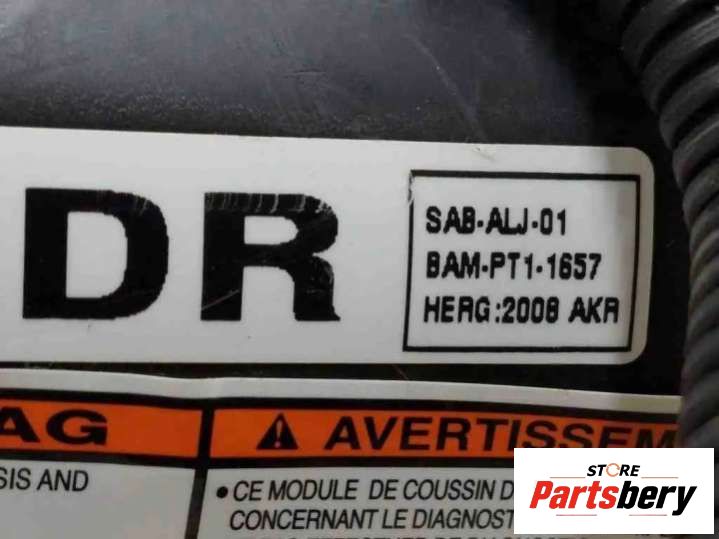 DR
SAB-ALJ-01
BAM-PT1-1657
HERG:2008 AKR
AG
SIS AND
AVERTISSEM
• CE MODULE DE COUSSIN D
CONCERNANT LE DIAGNOST
STORE
Partsbery